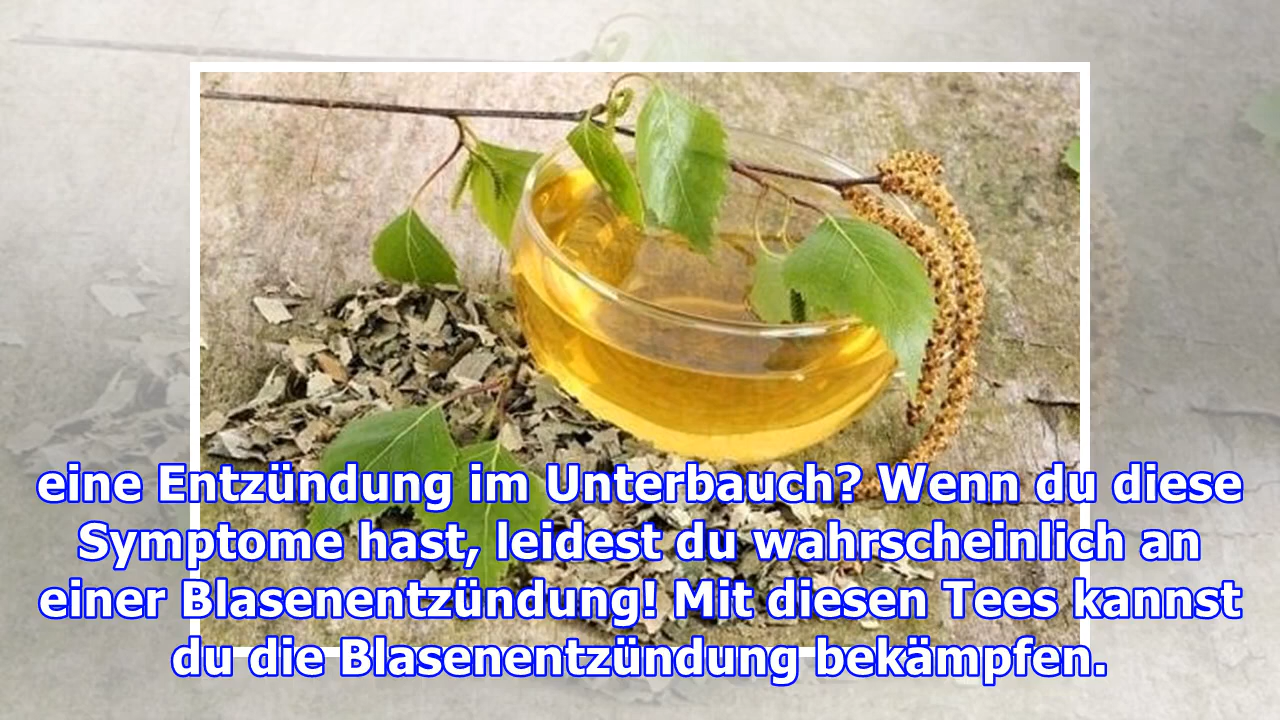 eine Entzündung im Unterbauch? Wenn du diese
Symptome hast, leidest du wahrscheinlich an
einer Blasenentzündung! Mit diesen Tees kannst
du die Blasenentzündung bekämpfen.